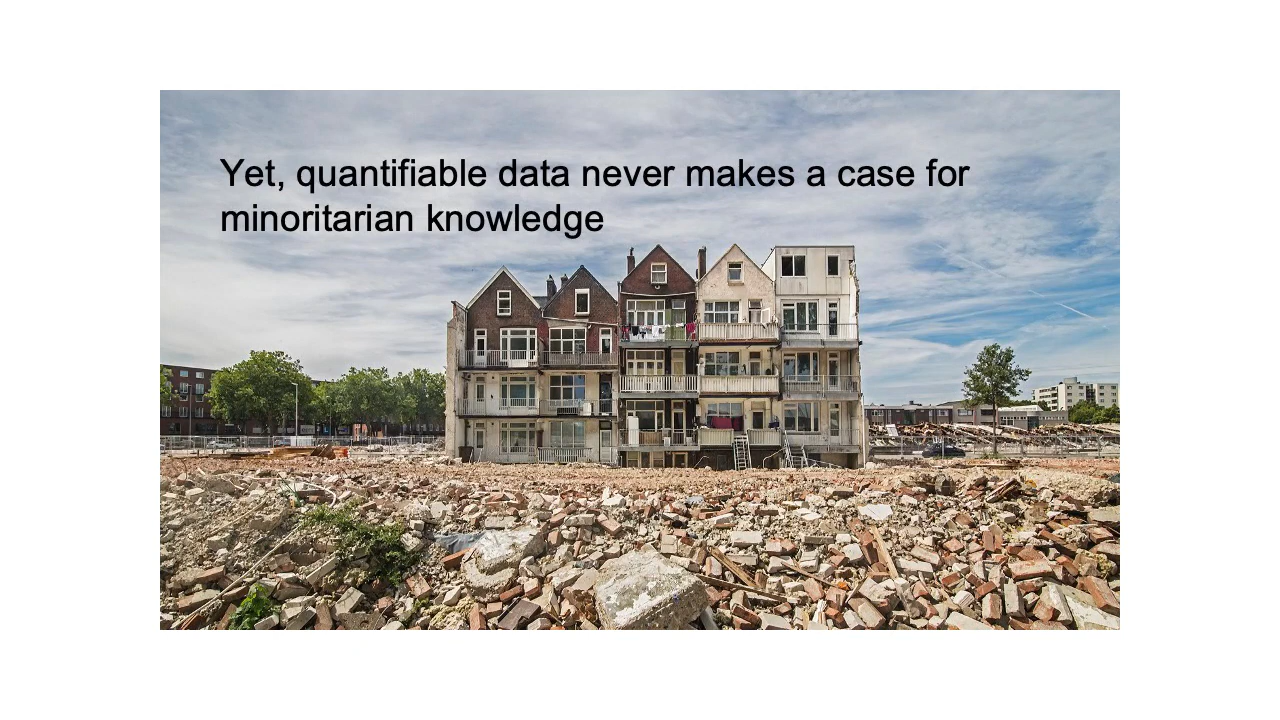 Yet, quantifiable data never makes a case for
minoritarian knowledge